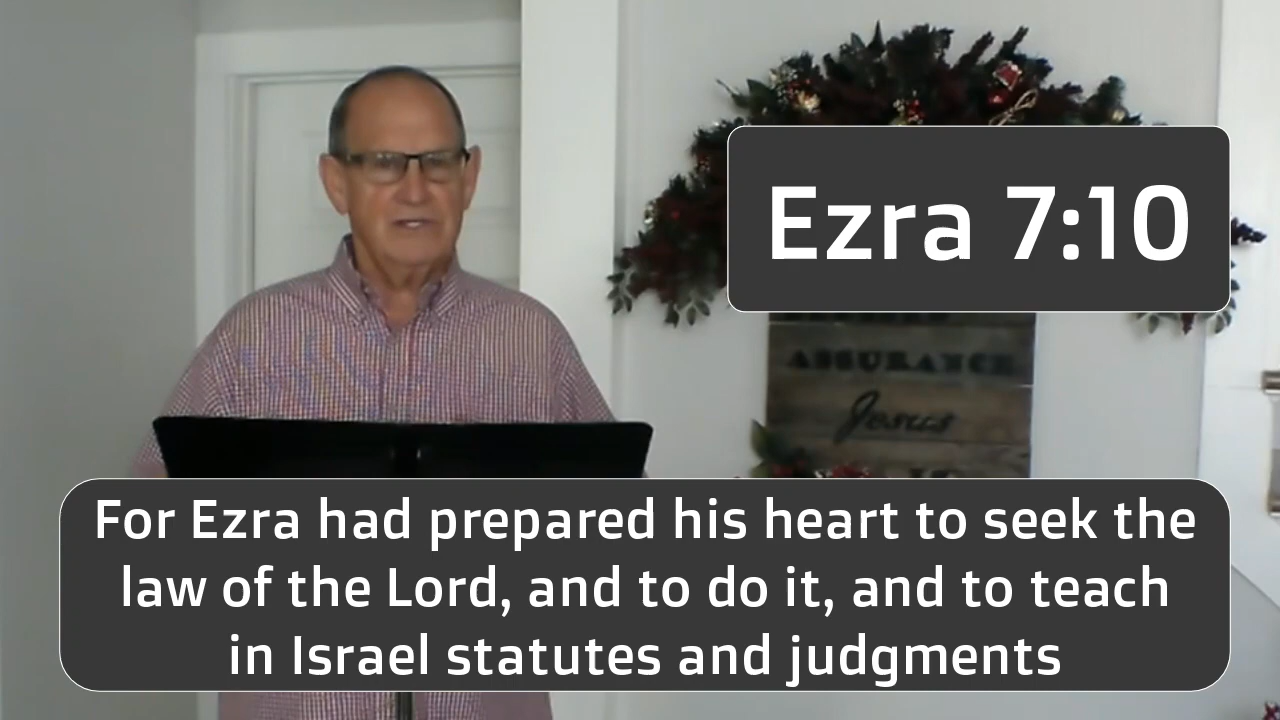 Ezra 7:10
ASSURANCE
Jesus
For Ezra had prepared his heart to seek the
law of the Lord, and to do it, and to teach
in Israel statutes and judgments